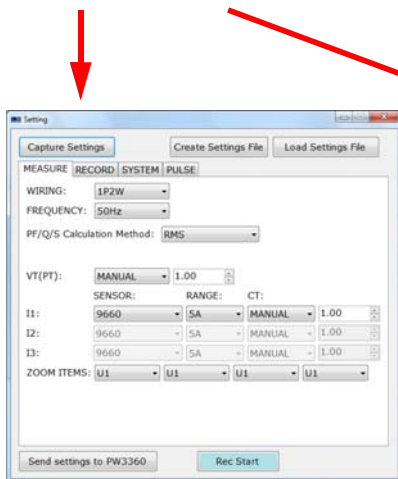 Setting
Capture Settings Create Settings File Load Settings File
MEASURE RECORD SYSTEM PULSE
WIRING: 1P2W
FREQUENCY: 50Hz
PF/Q/S Calculation Method: RMS
VT(PT): MANUAL 1.00
SENSOR: RANGE: CT:
I1: 9660 5A MANUAL 1.00
I2: 9660 5A MANUAL 1.00
I3: 9660 5A MANUAL 1.00
ZOOM ITEMS: U1 U1 U1 U1
Send settings to PW3360 Rec Start